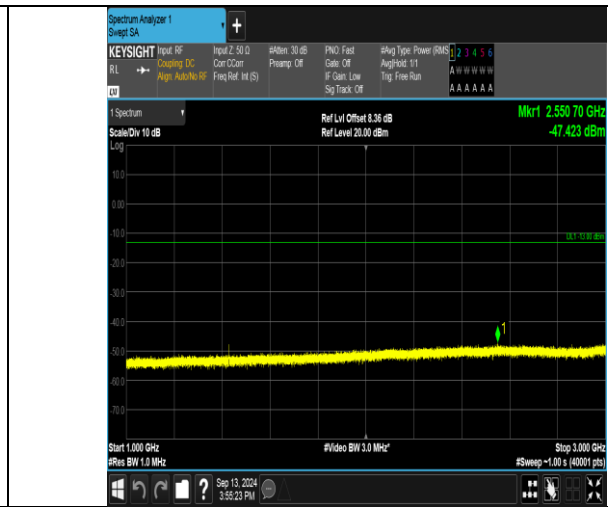 Spectrum Analyzer 1
Swept SA
+
KEYSIGHT Input: RF Input Z: 50 Ω #Atten: 30 dB PNO: Fast #Avg Type: Power (RMS 1 2 3 4 5 6
RL Coupling: DC Corr CCorr Preamp: Off Gate: Off Avg|Hold: 1/1 A W W W W W
Align: Auto/No RF Freq Ref: Int (S) IF Gain: Low Trig: Free Run
LXI Sig Track: Off A A A A A A
1 Spectrum Ref Lvl Offset 8.36 dB Mkr1 2.550 70 GHz
Scale/Div 10 dB Ref Level 20.00 dBm -47.423 dBm
Log
10.0
0.00
-10.0
DL1 -13.00 dBm
-20.0
-30.0
-40.0
1
-50.0
-60.0
-70.0
Start 1.000 GHz #Video BW 3.0 MHz* Stop 3.000 GHz
#Res BW 1.0 MHz #Sweep ~1.00 s (40001 pts)
? Sep 13, 2024
3:55:23 PM